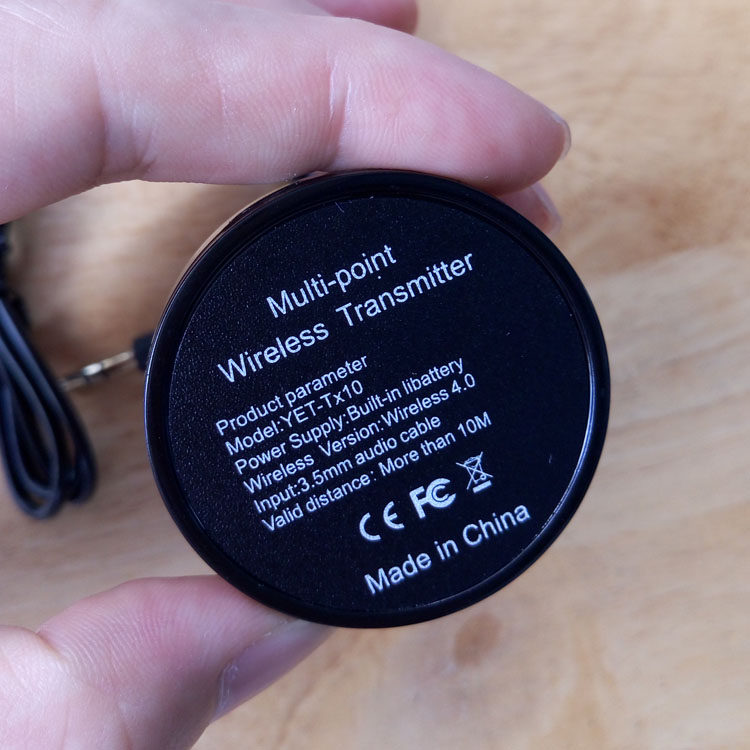 Multi-point
Wireless Transmitter
Product parameter
Model:YET-Tx10
Power Supply:Built-in libattery
Wireless Version:Wireless 4.0
Input:3.5mm audio cable
Valid distance: More than 10M
CE FC
Made in China